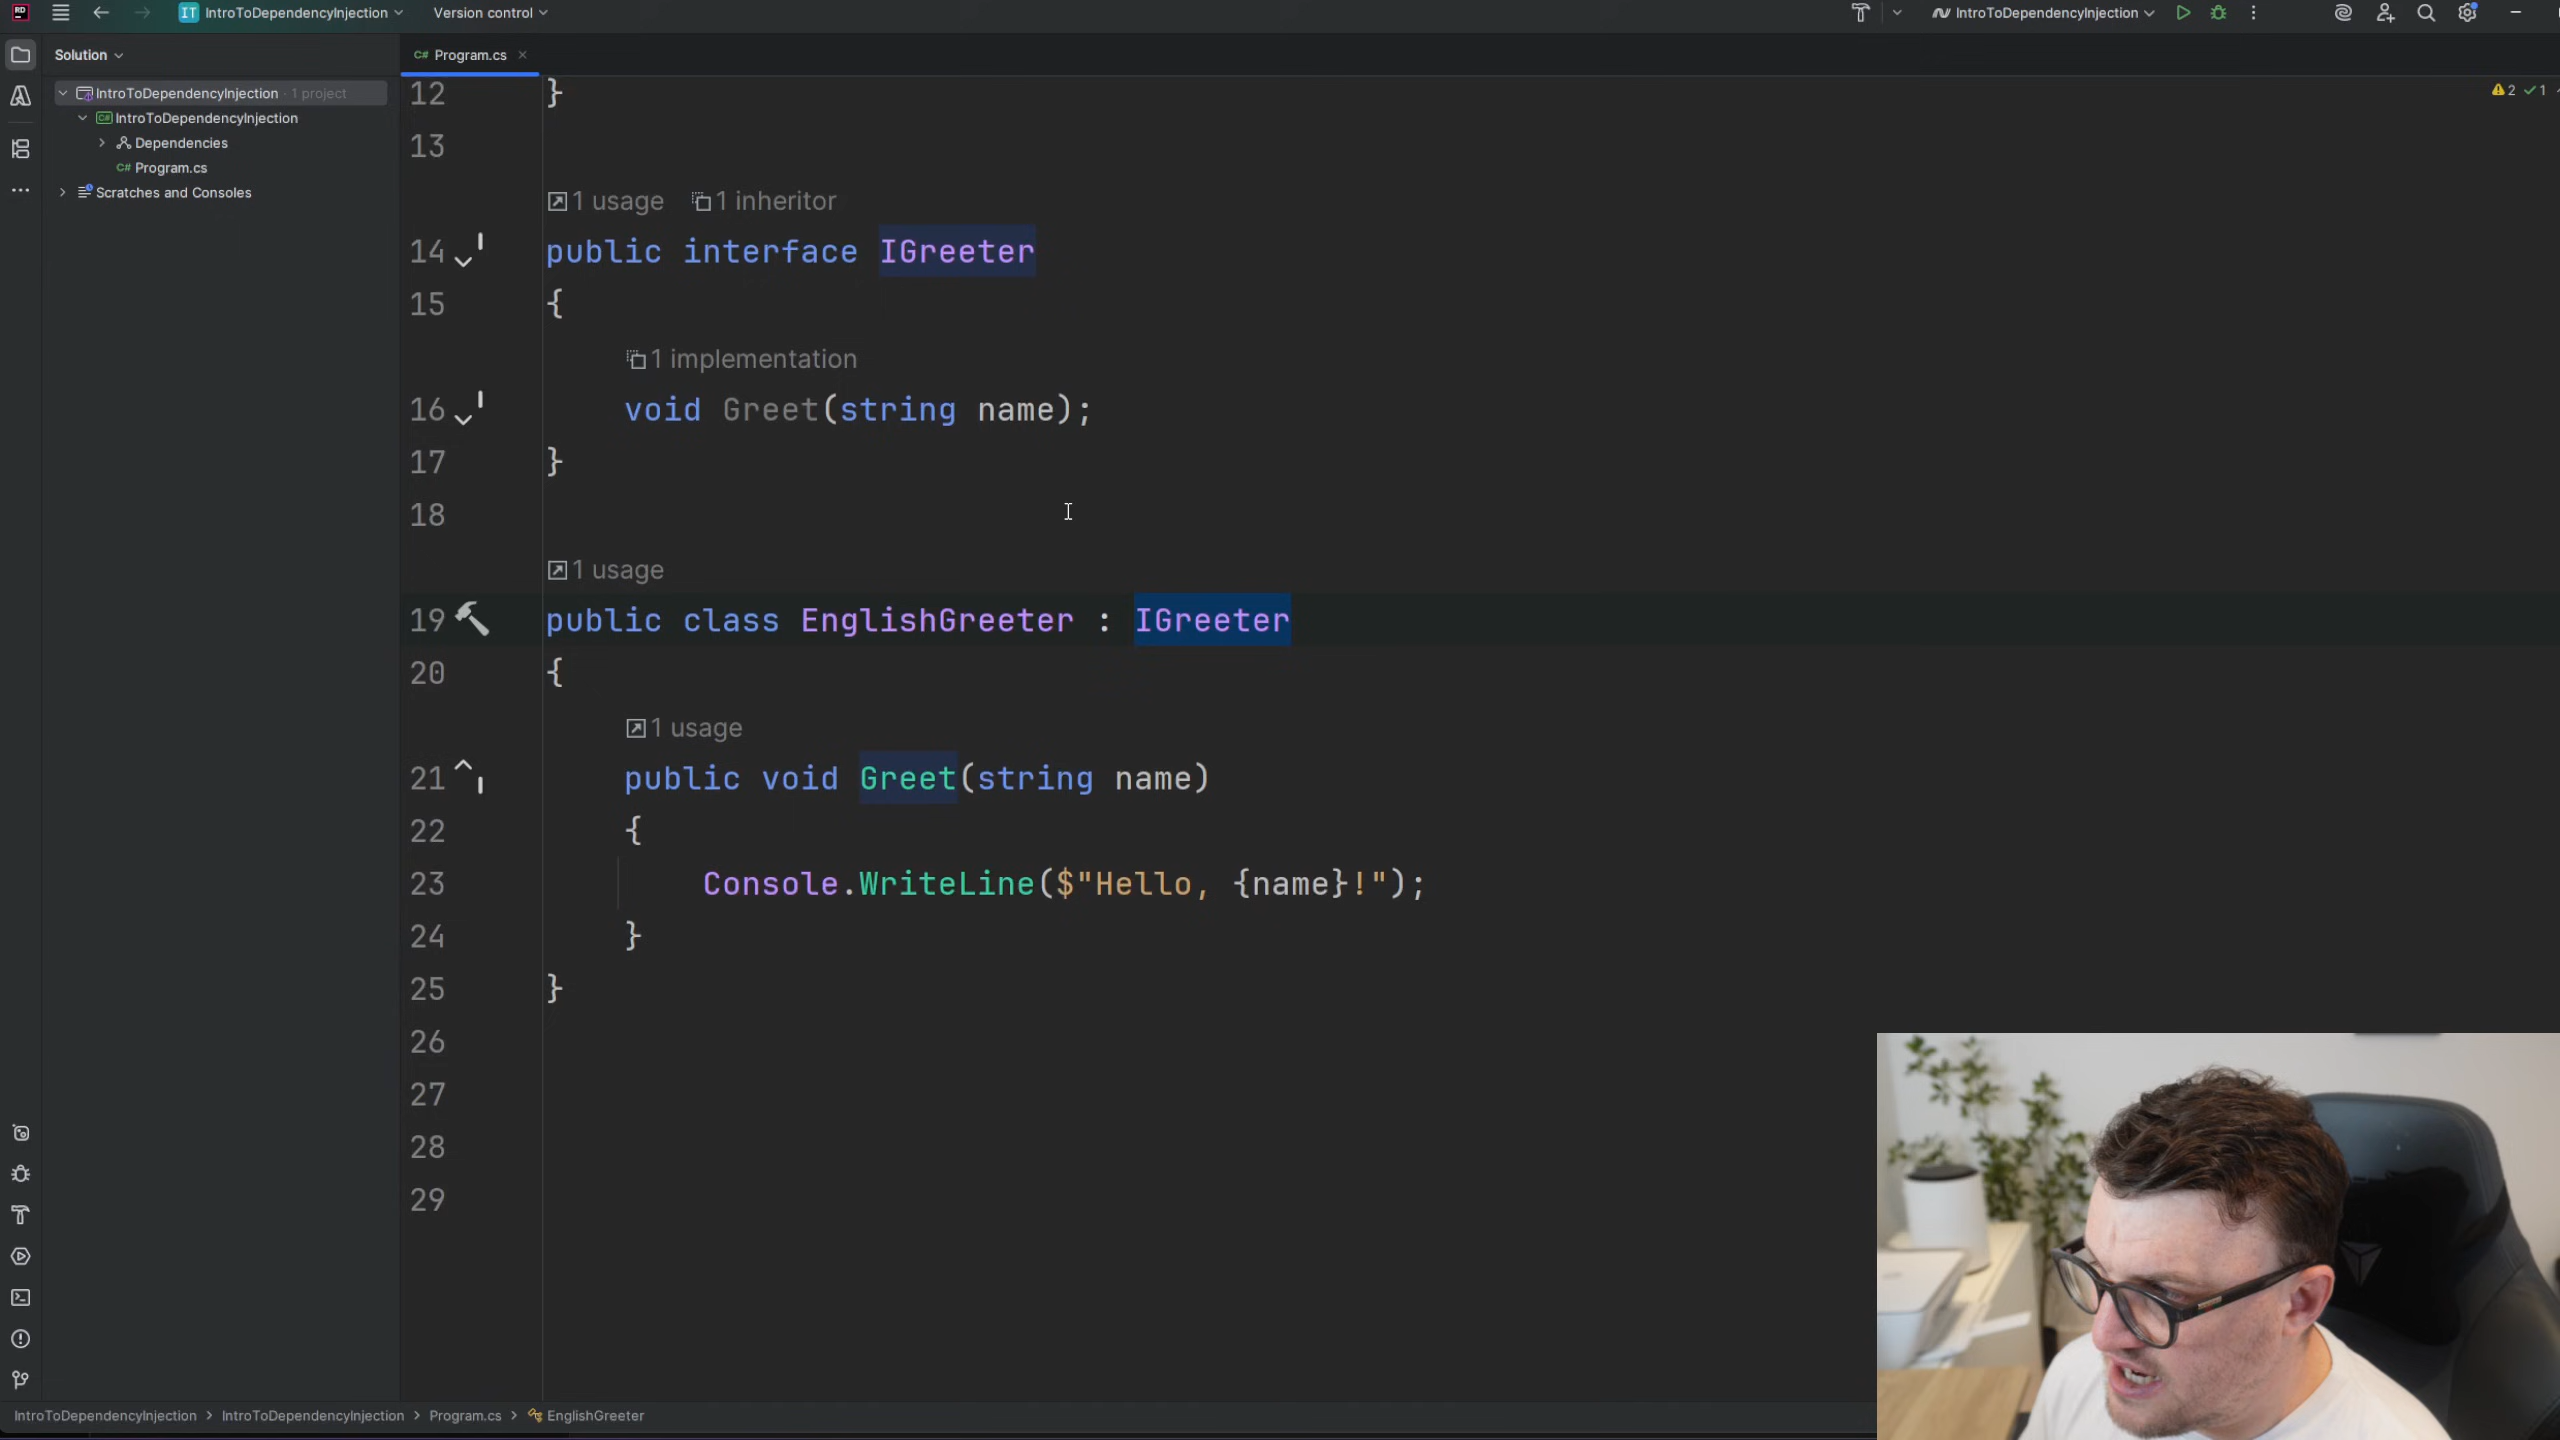 IT IntroToDependencyInjection Version control IntroToDependencyInjection
Solution
C# Program.cs
IntroToDependencyInjection · 1 project
IntroToDependencyInjection
Dependencies
C# Program.cs
Scratches and Consoles
2 1
12 }
13
1 usage 1 inheritor
14 public interface IGreeter
15 {
1 implementation
16 void Greet(string name);
17 }
18
1 usage
19 public class EnglishGreeter : IGreeter
20 {
1 usage
21 public void Greet(string name)
22 {
23 Console.WriteLine($"Hello, {name}!");
24 }
25 }
26
27
28
29
IntroToDependencyInjection > IntroToDependencyInjection > Program.cs > EnglishGreeter